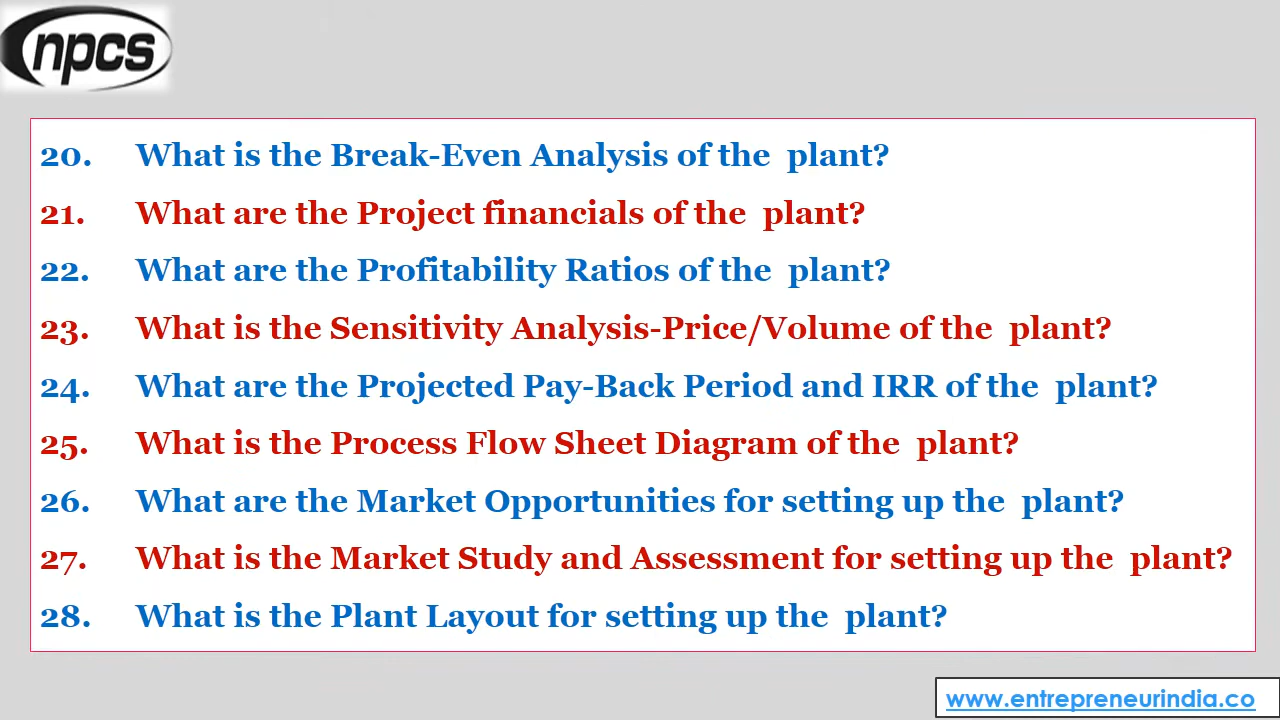 npcs
20. What is the Break-Even Analysis of the  plant?
21. What are the Project financials of the  plant?
22. What are the Profitability Ratios of the  plant?
23. What is the Sensitivity Analysis-Price/Volume of the  plant?
24. What are the Projected Pay-Back Period and IRR of the  plant?
25. What is the Process Flow Sheet Diagram of the  plant?
26. What are the Market Opportunities for setting up the  plant?
27. What is the Market Study and Assessment for setting up the  plant?
28. What is the Plant Layout for setting up the  plant?
www.entrepreneurindia.co